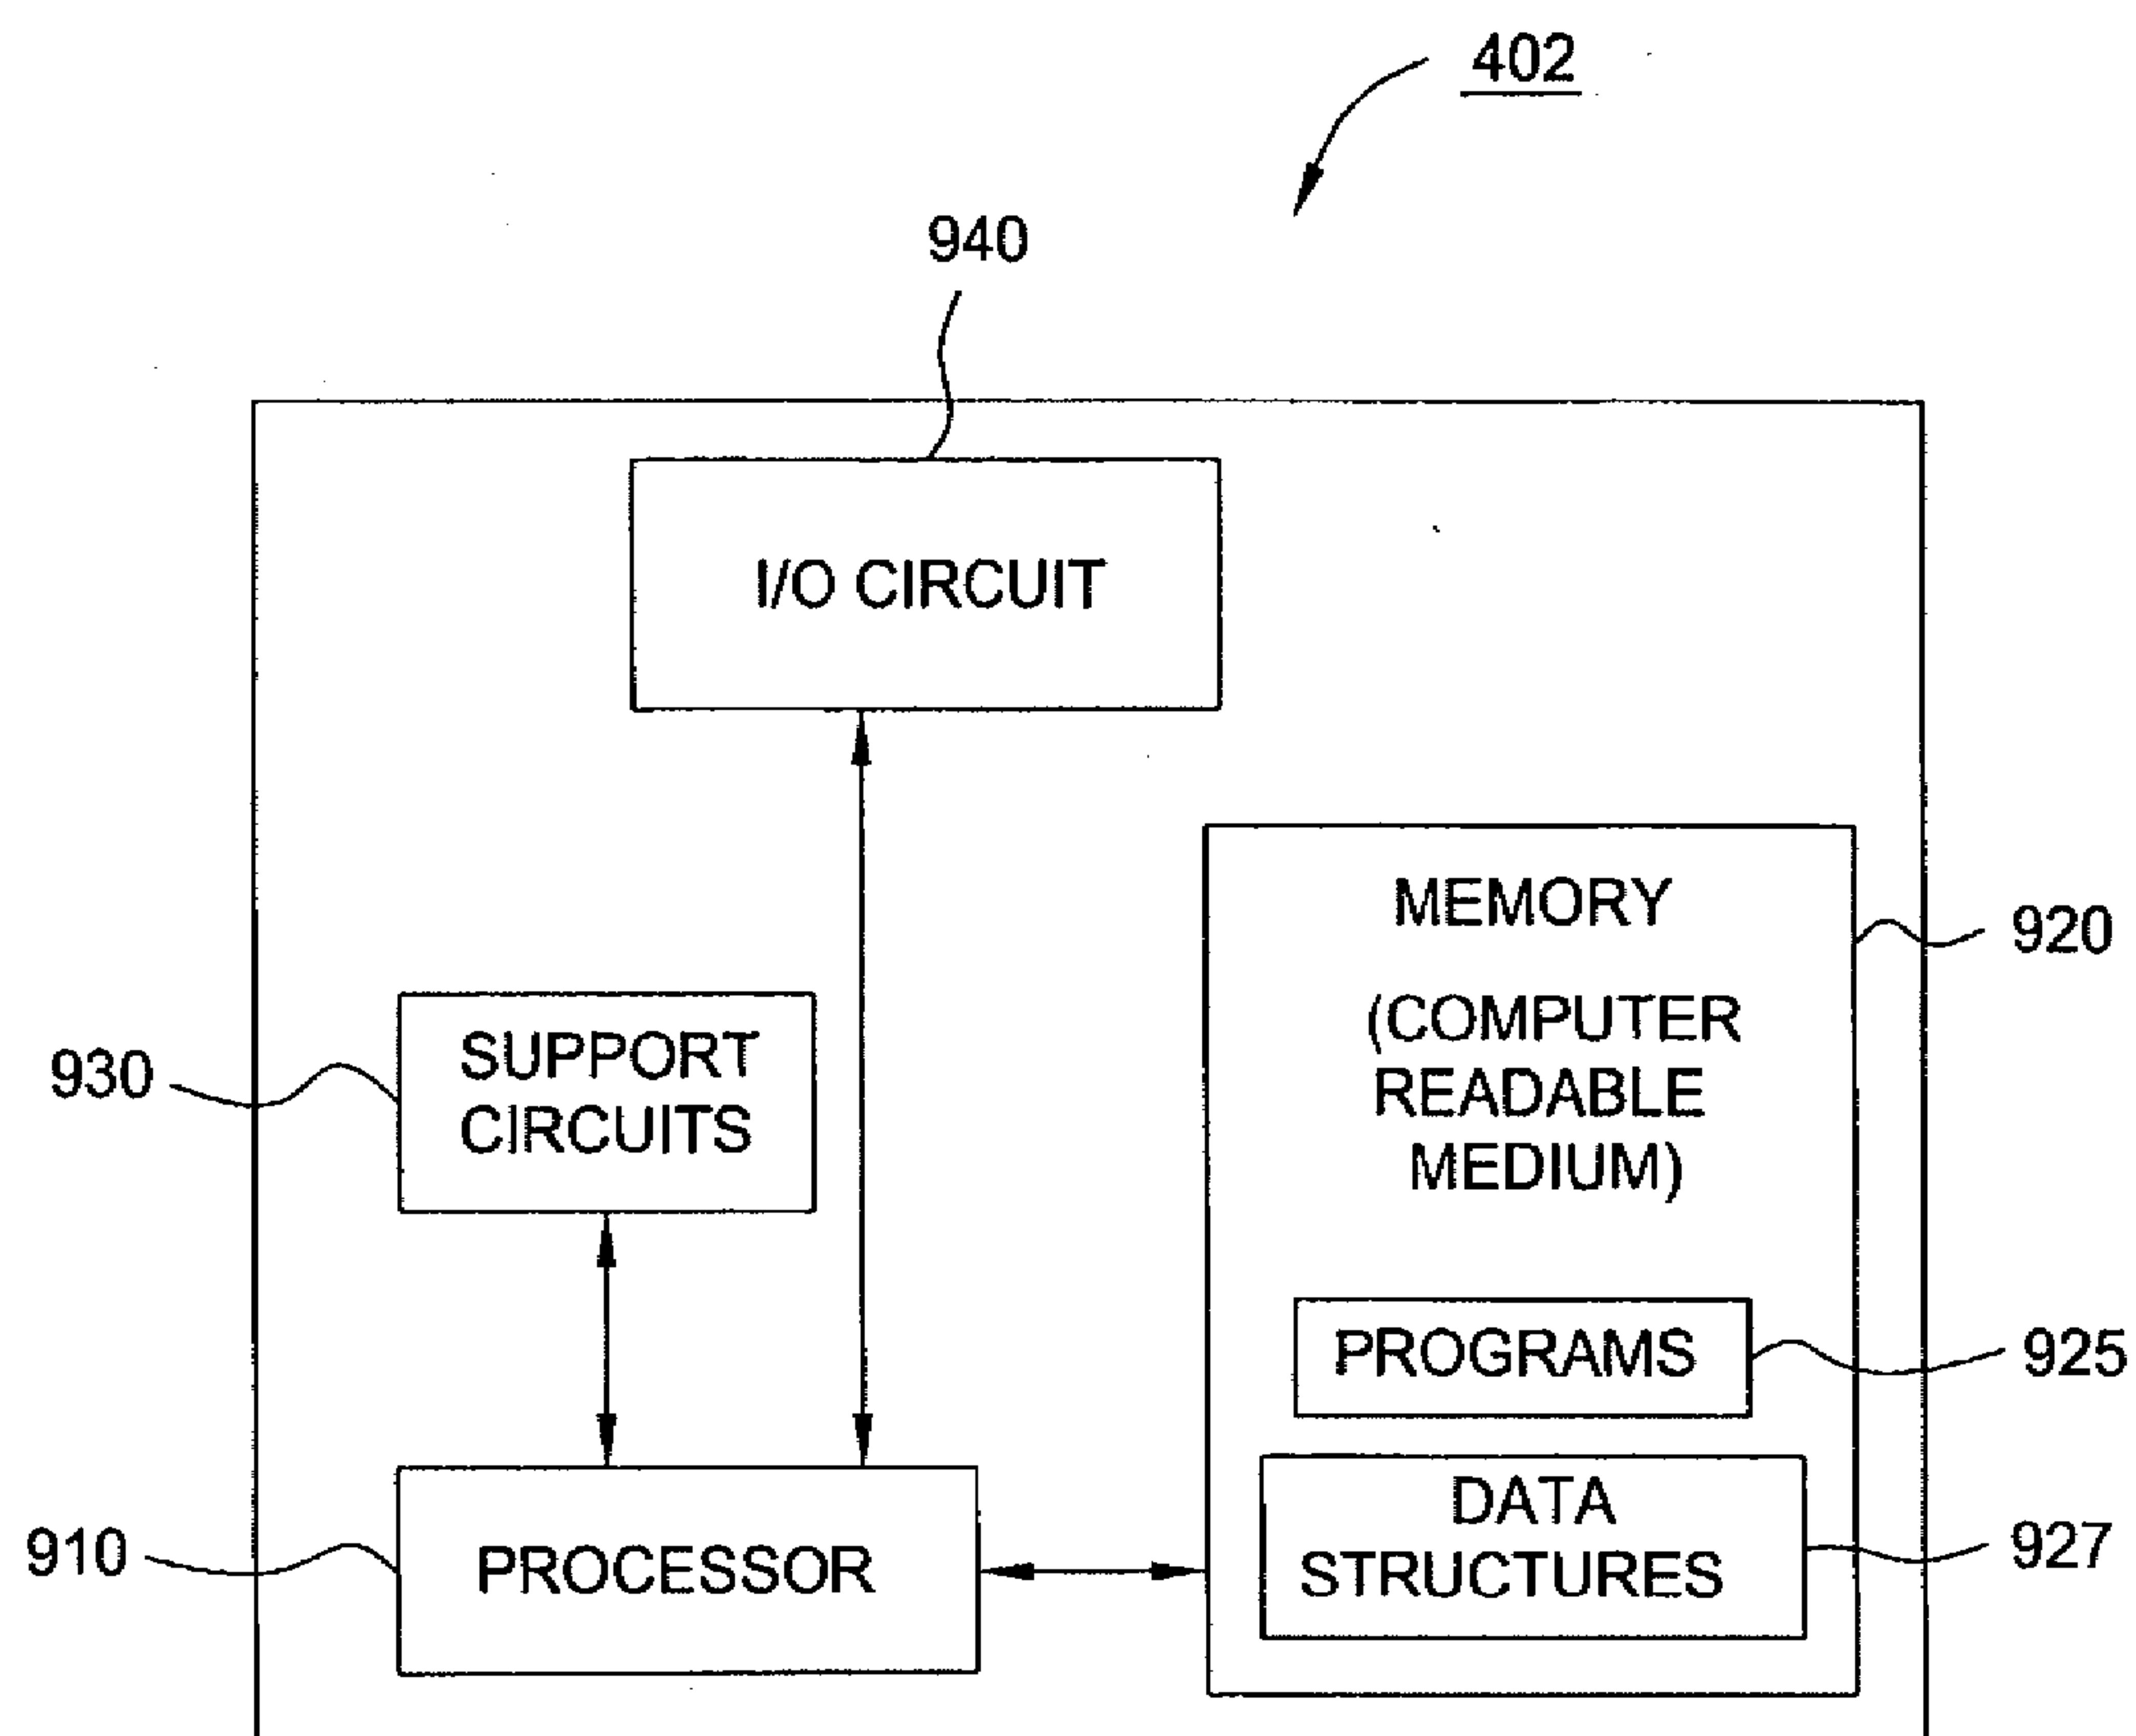 402
940
I/O CIRCUIT
MEMORY
920
(COMPUTER
READABLE
MEDIUM)
930
SUPPORT
CIRCUITS
PROGRAMS
925
DATA
STRUCTURES
927
910
PROCESSOR